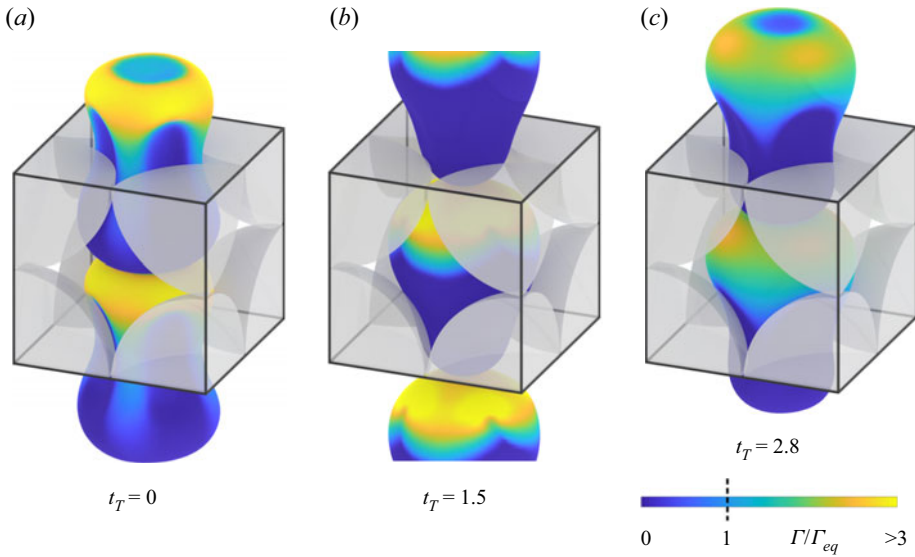 (a)
(b)
(c)
t_T = 0
t_T = 1.5
t_T = 2.8
0 1 Γ/Γ_eq >3